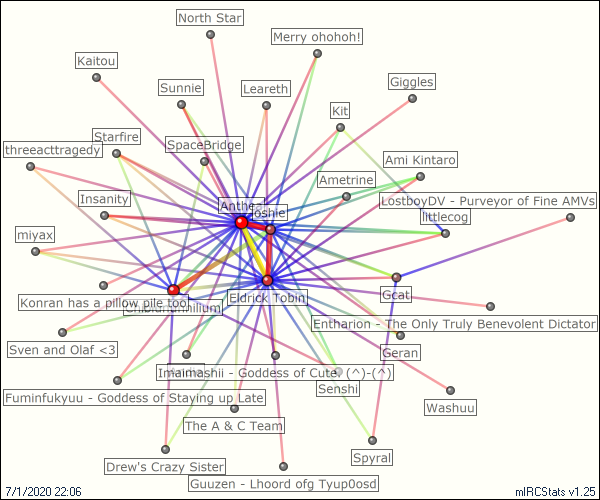 North Star
Merry ohohoh!
Kaitou
Giggles
Sunnie
Leareth
Kit
Starfire
SpaceBridge
threeacttragedy
Ami Kintaro
Ametrine
Insanity
LostboyDV - Purveyor of Fine AMVs
Anthea
Joshie
littlecog
miyax
Konran has a pillow pile too!
Eldrick Tobin
Gcat
Entharion - The Only Truly Benevolent Dictator
Sven and Olaf <3
Geran
Imaimashii - Goddess of Cute. (^)-(^)
Senshi
Fuminfukyuu - Goddess of Staying up Late
Washuu
The A & C Team
Spyral
Drew's Crazy Sister
Guuzen - Lhoord ofg Tyup0osd
7/1/2020 22:06
mIRCStats v1.25